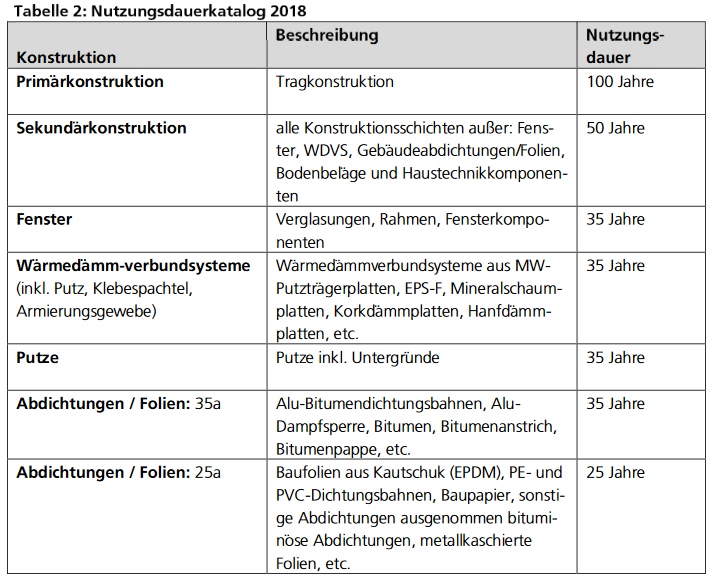 Tabelle 2: Nutzungsdauerkatalog 2018
Konstruktion
Beschreibung
Nutzungs-
dauer
Primärkonstruktion
Tragkonstruktion
100 Jahre
Sekundärkonstruktion
alle Konstruktionsschichten außer: Fens-
ter, WDVS, Gebäudeabdichtungen/Folien,
Bodenbeläge und Haustechnikkomponen-
ten
50 Jahre
Fenster
Verglasungen, Rahmen, Fensterkompo-
nenten
35 Jahre
Wärmedämm-verbundsysteme
(inkl. Putz, Klebespachtel,
Armierungsgewebe)
Wärmedämmverbundsysteme aus MW-
Putzträgerplatten, EPS-F, Mineralschaum-
platten, Korkdämmplatten, Hanfdämm-
platten, etc.
35 Jahre
Putze
Putze inkl. Untergründe
35 Jahre
Abdichtungen / Folien: 35a
Alu-Bitumendichtungsbahnen, Alu-
Dampfsperre, Bitumen, Bitumenanstrich,
Bitumenpappe, etc.
35 Jahre
Abdichtungen / Folien: 25a
Baufolien aus Kautschuk (EPDM), PE- und
PVC-Dichtungsbahnen, Baupapier, sonsti-
ge Abdichtungen ausgenommen bitumi-
nöse Abdichtungen, metallkaschierte
Folien, etc.
25 Jahre